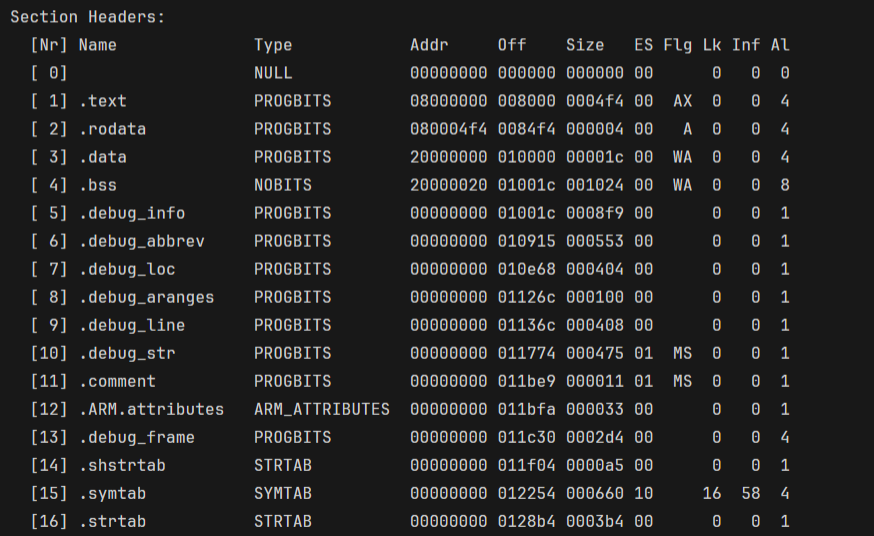 Section Headers:
  [Nr] Name              Type            Addr     Off    Size   ES Flg Lk Inf Al
  [ 0]                   NULL            00000000 000000 000000 00      0   0  0
  [ 1] .text             PROGBITS        08000000 008000 0004f4 00  AX  0   0  4
  [ 2] .rodata           PROGBITS        080004f4 0084f4 000004 00   A  0   0  4
  [ 3] .data             PROGBITS        20000000 010000 00001c 00  WA  0   0  4
  [ 4] .bss              NOBITS          20000020 01001c 001024 00  WA  0   0  8
  [ 5] .debug_info       PROGBITS        00000000 01001c 0008f9 00      0   0  1
  [ 6] .debug_abbrev     PROGBITS        00000000 010915 000553 00      0   0  1
  [ 7] .debug_loc        PROGBITS        00000000 010e68 000404 00      0   0  1
  [ 8] .debug_aranges    PROGBITS        00000000 01126c 000100 00      0   0  1
  [ 9] .debug_line       PROGBITS        00000000 01136c 000408 00      0   0  1
  [10] .debug_str        PROGBITS        00000000 011774 000475 01  MS  0   0  1
  [11] .comment          PROGBITS        00000000 011be9 000011 01  MS  0   0  1
  [12] .ARM.attributes   ARM_ATTRIBUTES  00000000 011bfa 000033 00      0   0  1
  [13] .debug_frame      PROGBITS        00000000 011c30 0002d4 00      0   0  4
  [14] .shstrtab         STRTAB          00000000 011f04 0000a5 00      0   0  1
  [15] .symtab           SYMTAB          00000000 012254 000660 10     16  58  4
  [16] .strtab           STRTAB          00000000 0128b4 0003b4 00      0   0  1